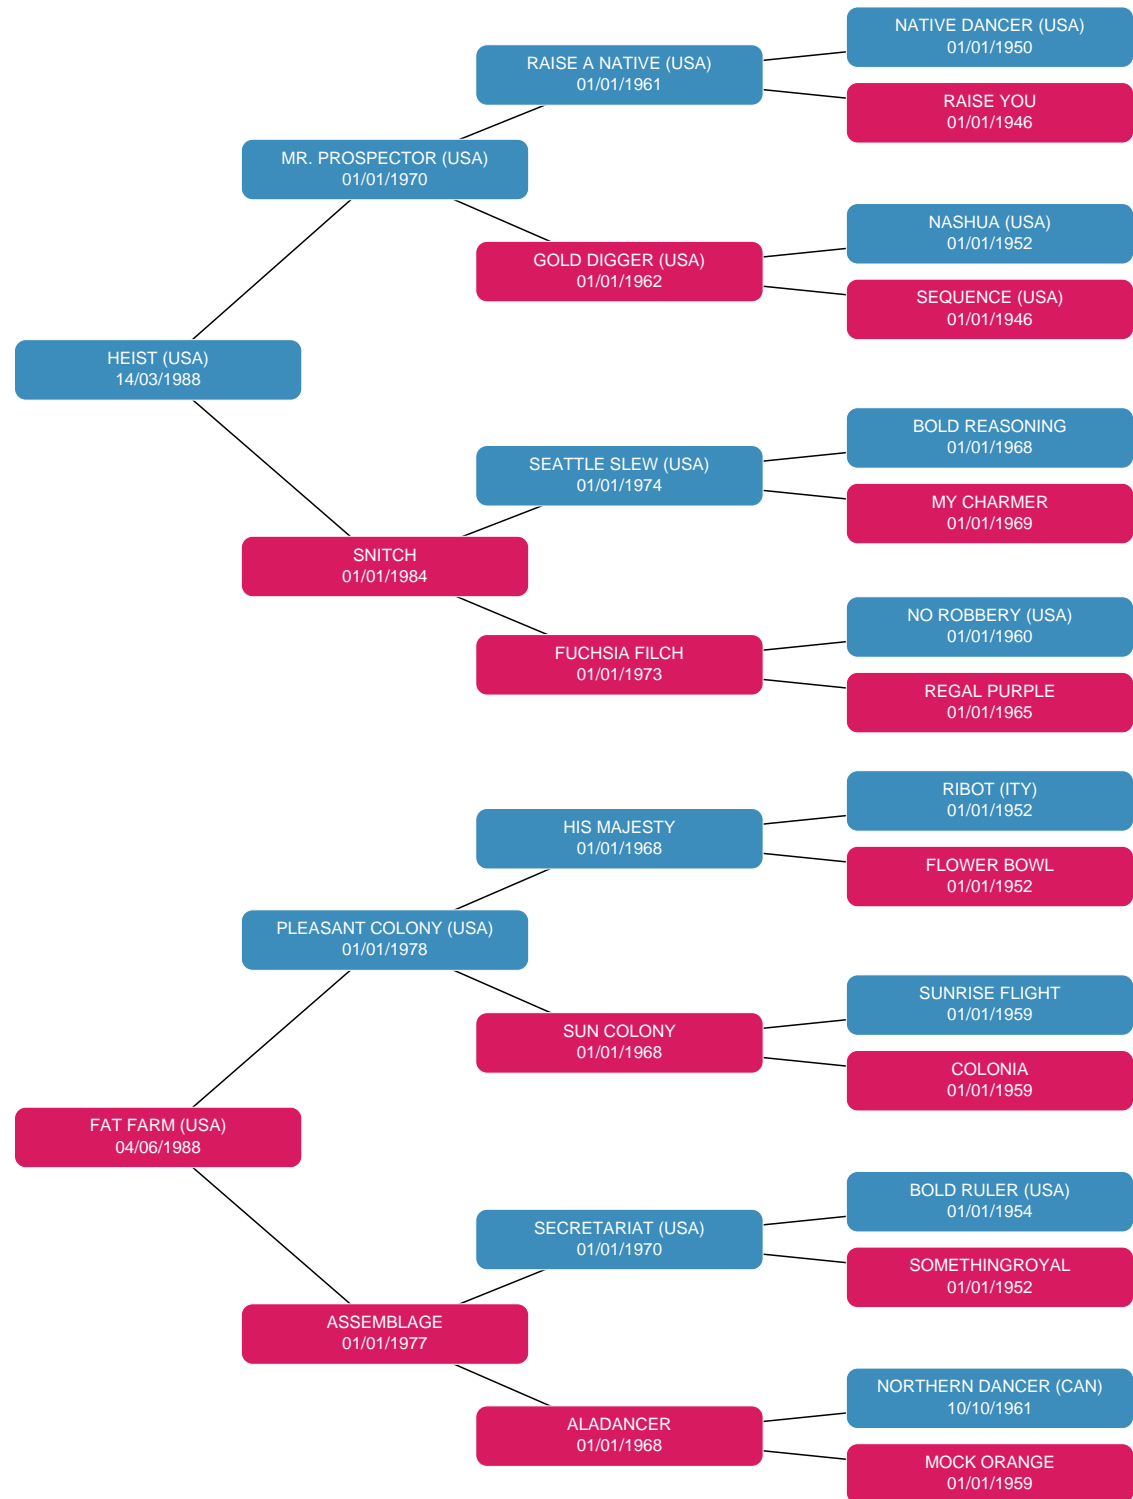 NATIVE DANCER (USA)
01/01/1950
RAISE A NATIVE (USA)
01/01/1961
RAISE YOU
01/01/1946
MR. PROSPECTOR (USA)
01/01/1970
NASHUA (USA)
01/01/1952
GOLD DIGGER (USA)
01/01/1962
SEQUENCE (USA)
01/01/1946
HEIST (USA)
14/03/1988
BOLD REASONING
01/01/1968
SEATTLE SLEW (USA)
01/01/1974
MY CHARMER
01/01/1969
SNITCH
01/01/1984
NO ROBBERY (USA)
01/01/1960
FUCHSIA FILCH
01/01/1973
REGAL PURPLE
01/01/1965
RIBOT (ITY)
01/01/1952
HIS MAJESTY
01/01/1968
FLOWER BOWL
01/01/1952
PLEASANT COLONY (USA)
01/01/1978
SUNRISE FLIGHT
01/01/1959
SUN COLONY
01/01/1968
COLONIA
01/01/1959
FAT FARM (USA)
04/06/1988
BOLD RULER (USA)
01/01/1954
SECRETARIAT (USA)
01/01/1970
SOMETHINGROYAL
01/01/1952
ASSEMBLAGE
01/01/1977
NORTHERN DANCER (CAN)
10/10/1961
ALADANCER
01/01/1968
MOCK ORANGE
01/01/1959